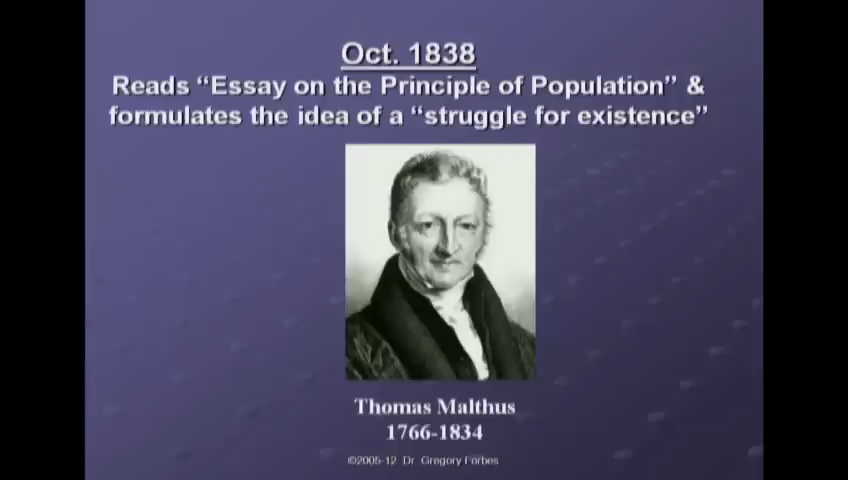 Oct. 1838
Reads “Essay on the Principle of Population” &
formulates the idea of a “struggle for existence”
Thomas Malthus
1766-1834
©2005-12 Dr. Gregory Forbes